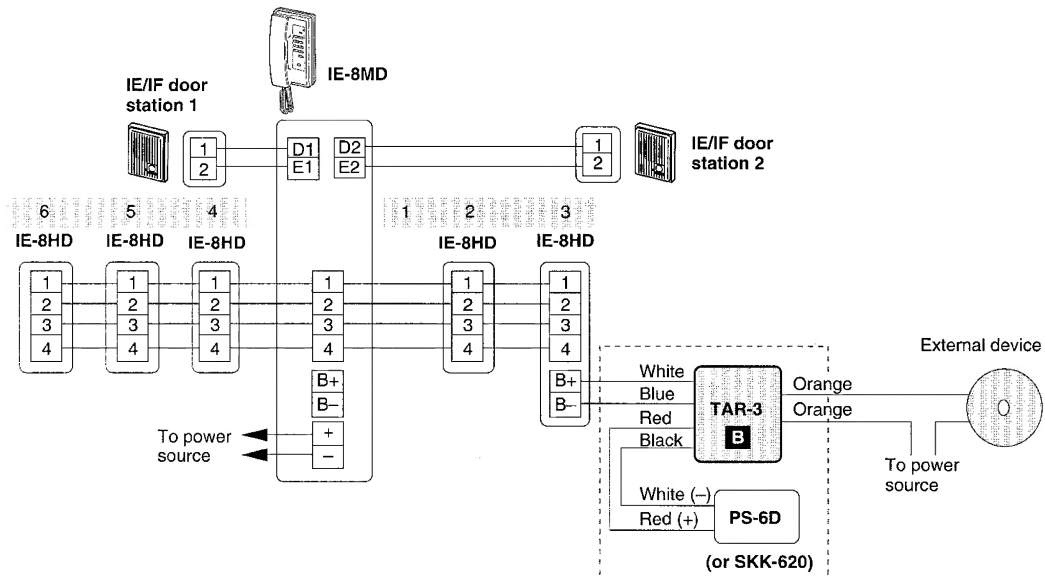 IE-8MD
IE/IF door
station 1
1
2
D1
E1
D2
E2
1
2
IE/IF door
station 2
6 5 4 1 2 3
IE-8HD IE-8HD IE-8HD IE-8HD IE-8HD
1 1 1 1 1 1
2 2 2 2 2 2
3 3 3 3 3 3
4 4 4 4 4 4
B+
B–
+
–
To power
source
B+
B–
White
Blue
Red
Black
TAR-3
B
Orange
Orange
External device
To power
source
White (–)
Red (+)
PS-6D
(or SKK-620)